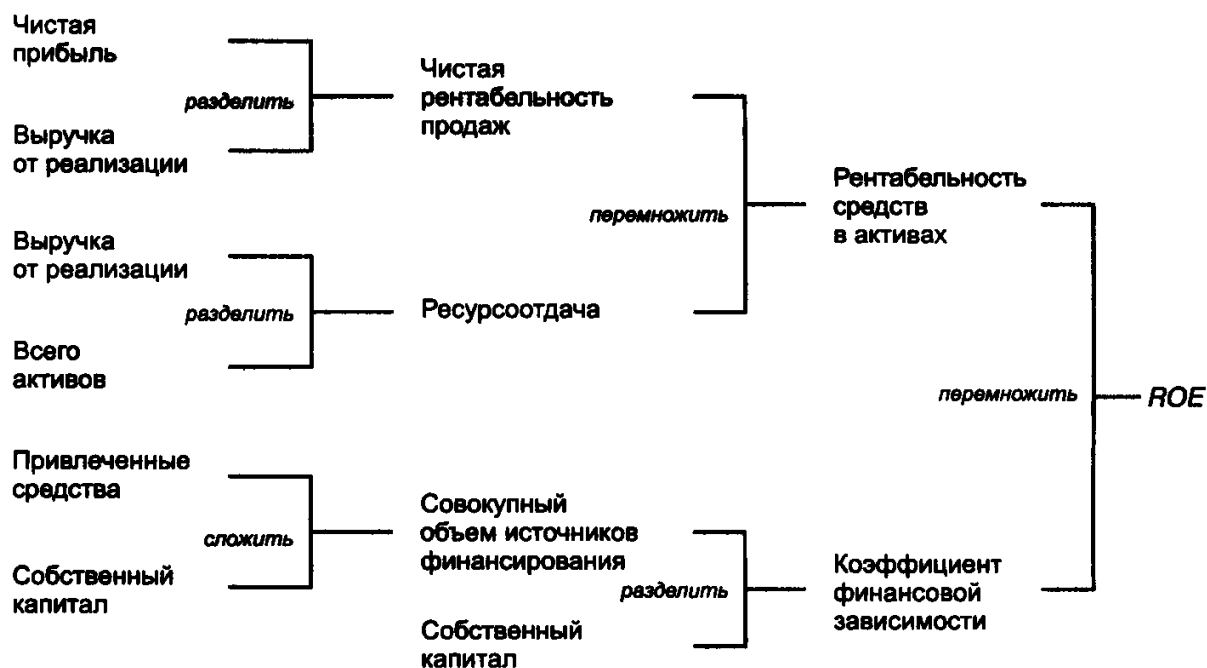 Чистая
прибыль
разделить
Выручка
от реализации
Чистая
рентабельность
продаж
перемножить
Выручка
от реализации
разделить
Всего
активов
Ресурсоотдача
Рентабельность
средств
в активах
перемножить
ROE
Привлеченные
средства
сложить
Собственный
капитал
Совокупный
объем источников
финансирования
разделить
Собственный
капитал
Коэффициент
финансовой
зависимости